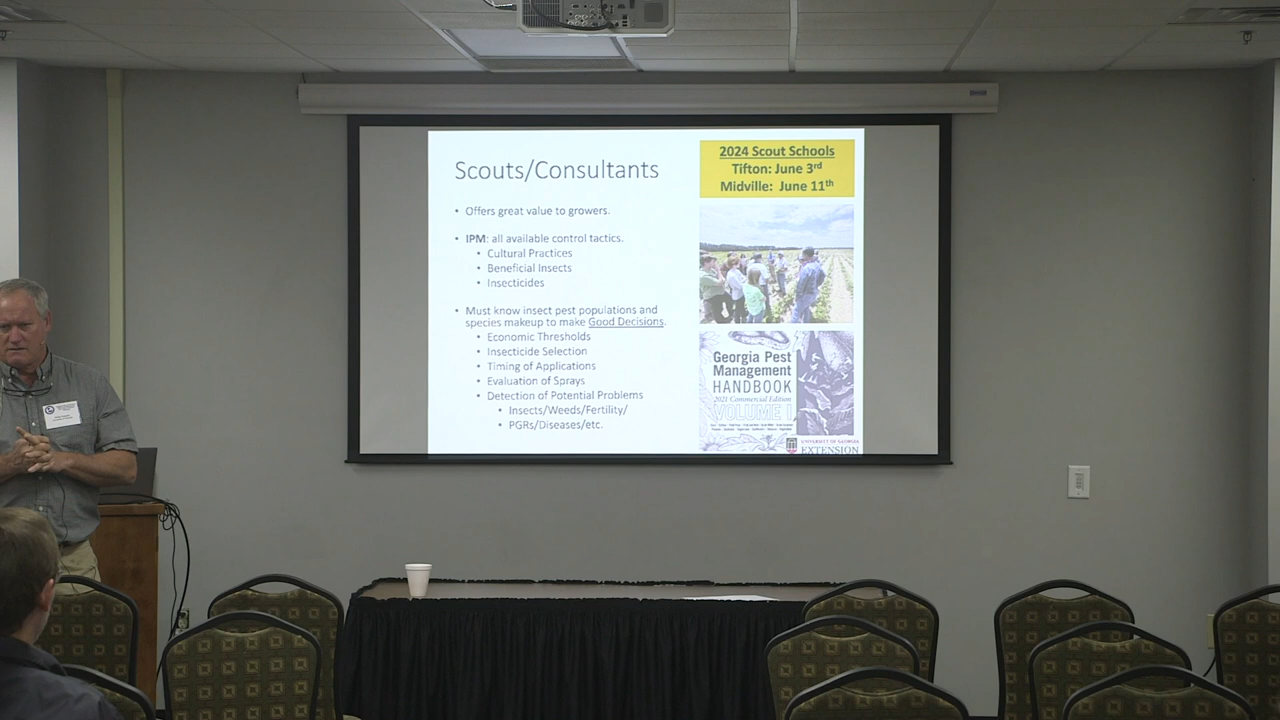 Scouts/Consultants
• Offers great value to growers.
• IPM: all available control tactics.
• Cultural Practices
• Beneficial Insects
• Insecticides
• Must know insect pest populations and
species makeup to make Good Decisions.
• Economic Thresholds
• Insecticide Selection
• Timing of Applications
• Evaluation of Sprays
• Detection of Potential Problems
• Insects/Weeds/Fertility/
• PGRs/Diseases/etc.
2024 Scout Schools
Tifton: June 3rd
Midville: June 11th
Georgia Pest
Management
HANDBOOK
2021 Commercial Edition
VOLUME I
UNIVERSITY OF GEORGIA
EXTENSION